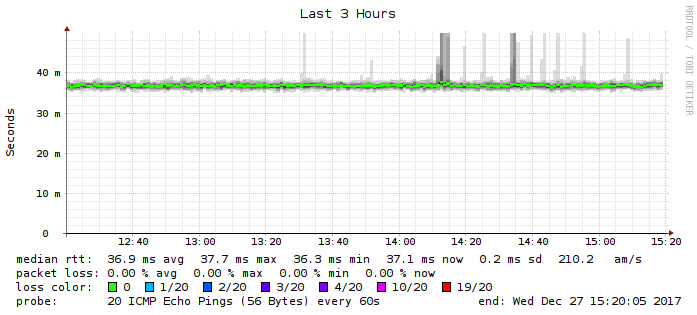 Last 3 Hours
RRDTOOL / TOBI OETIKER
Seconds
40 m
30 m
20 m
10 m
0
12:40 13:00 13:20 13:40 14:00 14:20 14:40 15:00 15:20
median rtt: 36.9 ms avg 37.7 ms max 36.3 ms min 37.1 ms now 0.2 ms sd 210.2 am/s
packet loss: 0.00 % avg 0.00 % max 0.00 % min 0.00 % now
loss color: 0 1/20 2/20 3/20 4/20 10/20 19/20
probe: 20 ICMP Echo Pings (56 Bytes) every 60s end: Wed Dec 27 15:20:05 2017